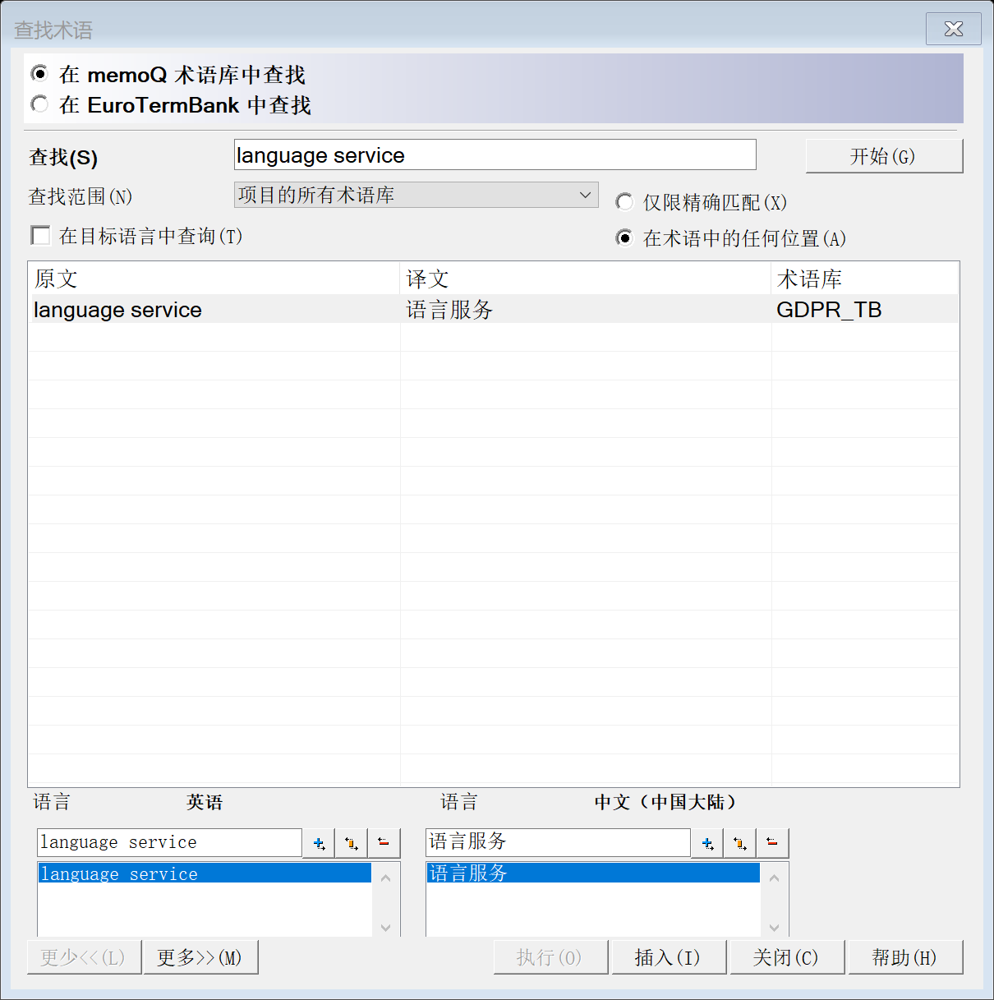 查找术语
在 memoQ 术语库中查找
在 EuroTermBank 中查找
查找(S) language service 开始(G)
查找范围(N) 项目的所有术语库 仅限精确匹配(X)
在目标语言中查询(T) 在术语中的任何位置(A)
原文 译文 术语库
language service 语言服务 GDPR_TB
语言 英语 语言 中文（中国大陆）
language service 语言服务
language service 语言服务
更少<<(L) 更多>>(M) 执行(O) 插入(I) 关闭(C) 帮助(H)